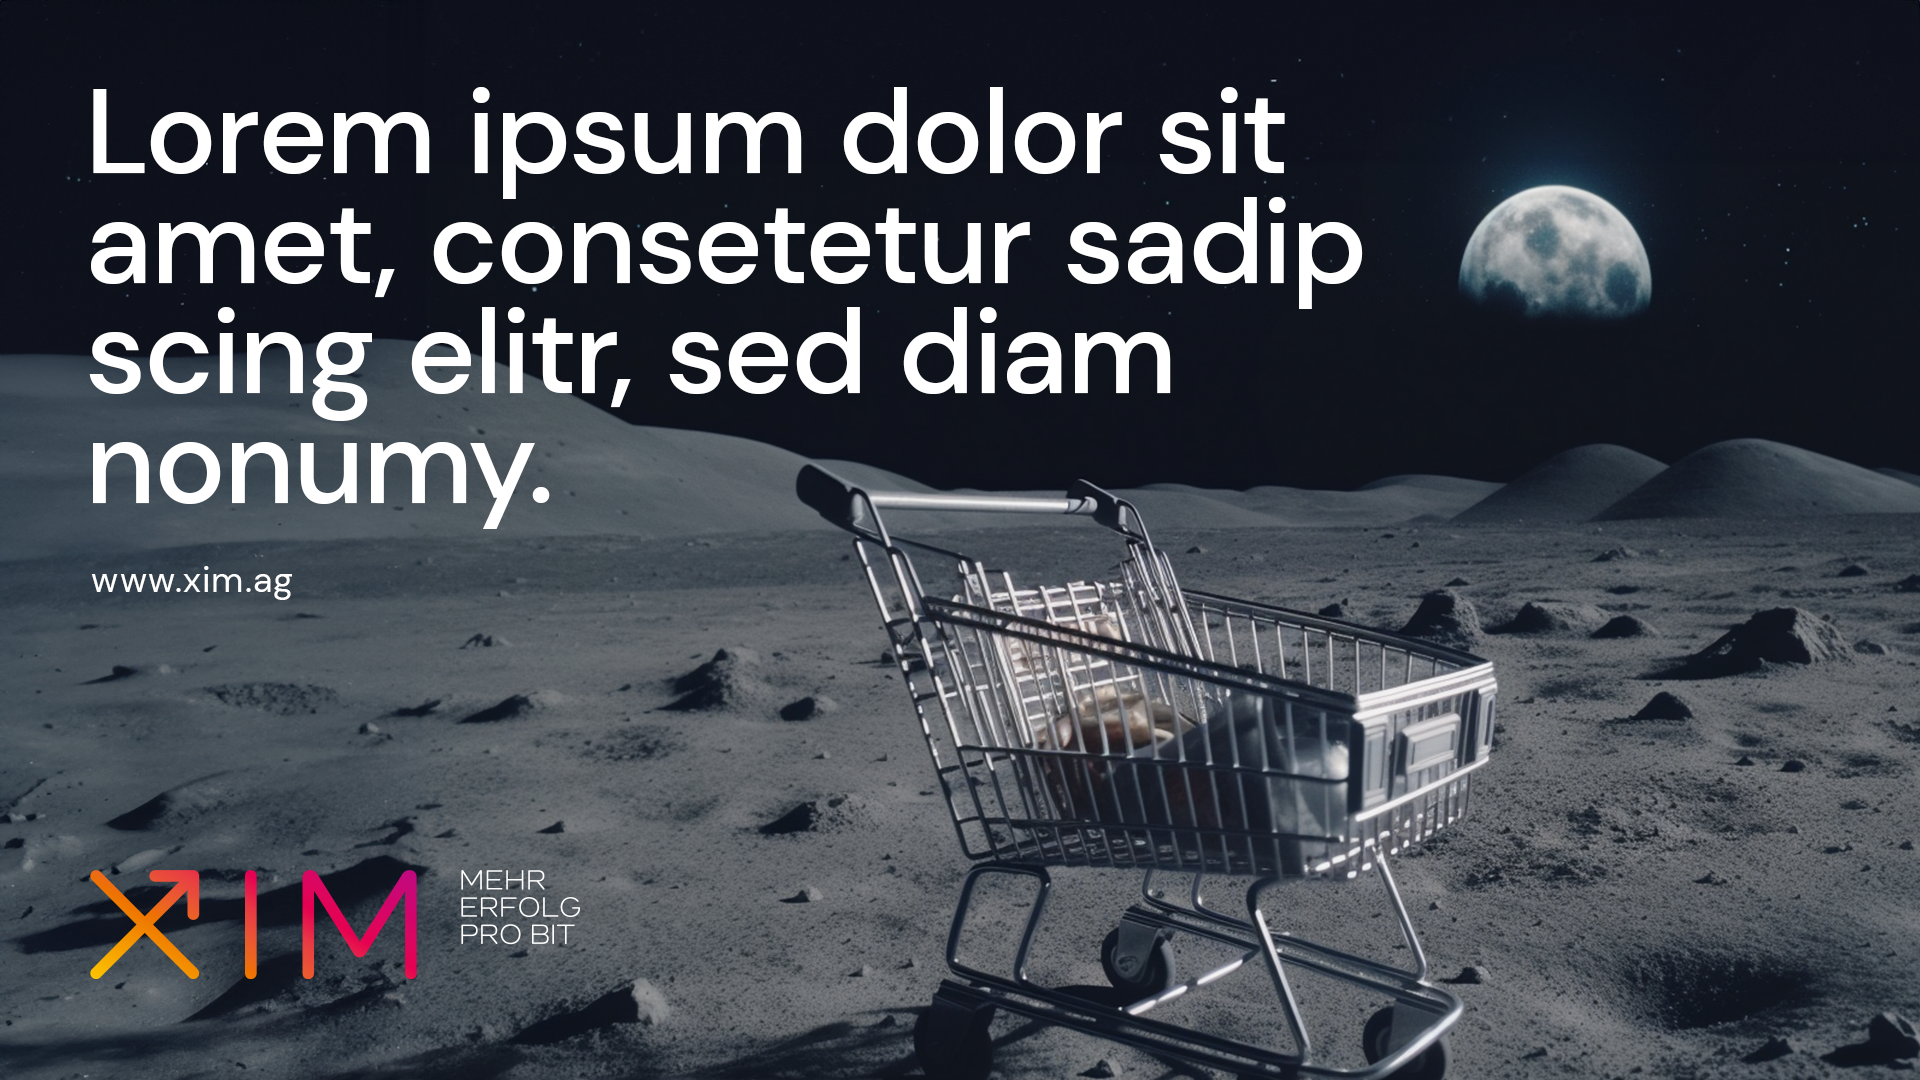 Lorem ipsum dolor sit
amet, consetetur sadip
scing elitr, sed diam
nonumy.
www.xim.ag
XIM
MEHR
ERFOLG
PRO BIT